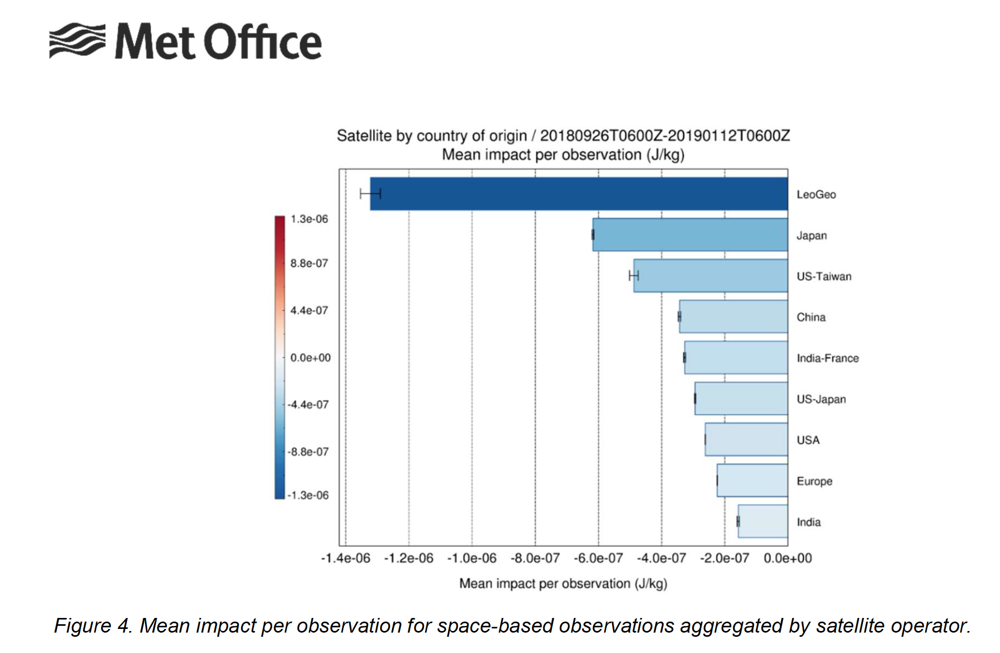 Met Office
Satellite by country of origin / 20180926T0600Z-20190112T0600Z
Mean impact per observation (J/kg)
LeoGeo
Japan
US-Taiwan
China
India-France
US-Japan
USA
Europe
India
1.3e-06
8.8e-07
4.4e-07
0.0e+00
-4.4e-07
-8.8e-07
-1.3e-06
-1.4e-06 -1.2e-06 -1.0e-06 -8.0e-07 -6.0e-07 -4.0e-07 -2.0e-07 0.0e+00
Mean impact per observation (J/kg)
Figure 4. Mean impact per observation for space-based observations aggregated by satellite operator.